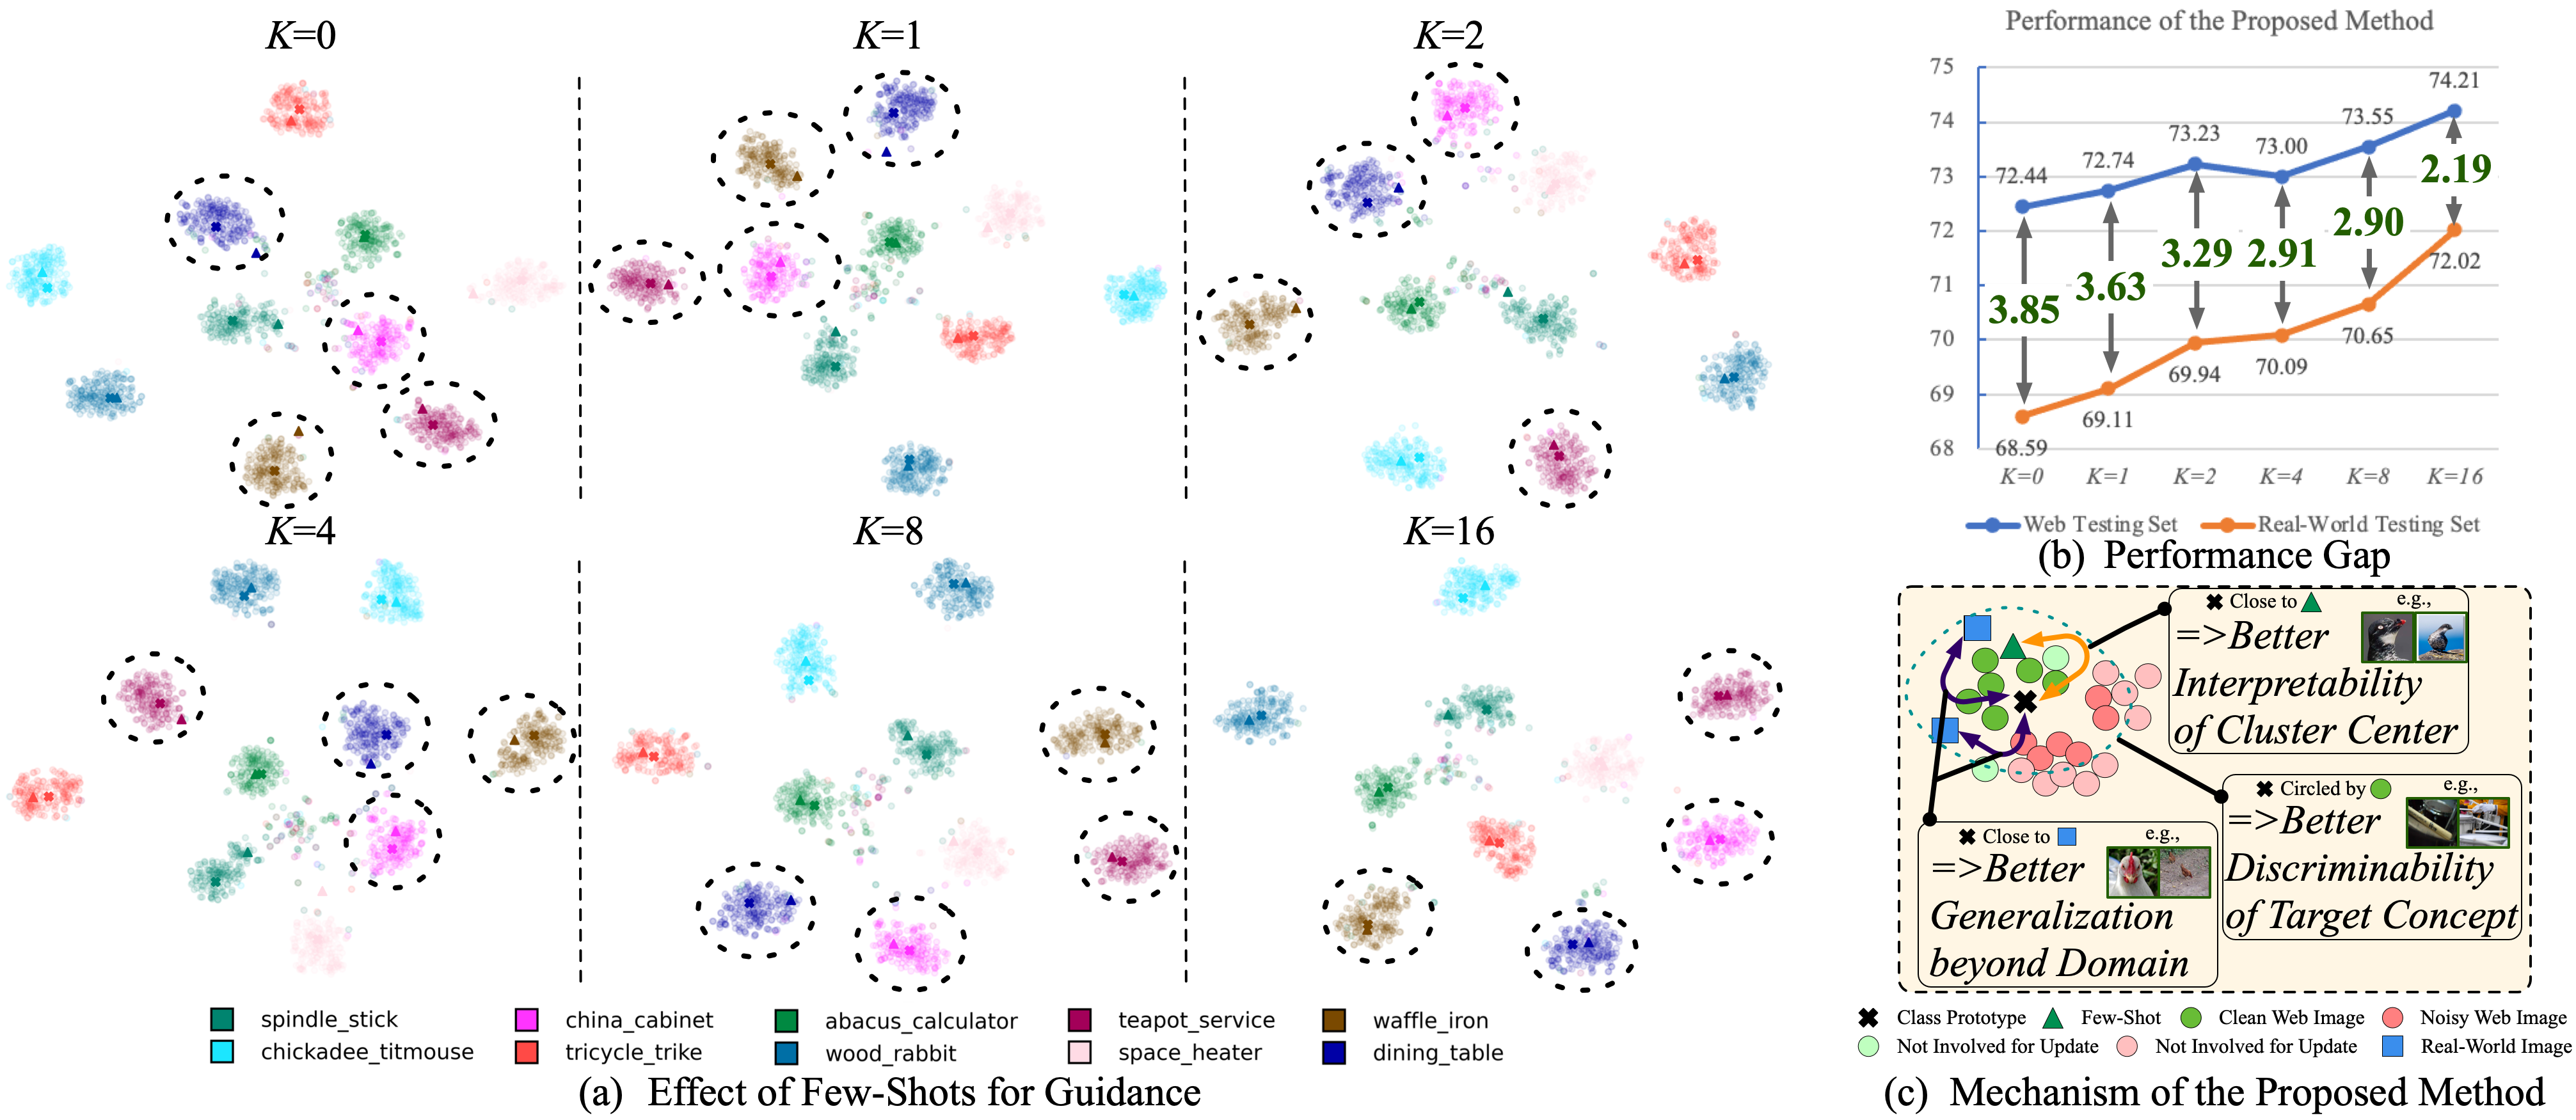 K=0
K=1
K=2
K=4
K=8
K=16
spindle_stick
china_cabinet
abacus_calculator
teapot_service
waffle_iron
chickadee_titmouse
tricycle_trike
wood_rabbit
space_heater
dining_table
(a) Effect of Few-Shots for Guidance
Performance of the Proposed Method
75
74
73
72
71
70
69
68
72.44
72.74
73.23
73.00
73.55
74.21
3.85
3.63
3.29
2.91
2.90
2.19
68.59
69.11
69.94
70.09
70.65
72.02
K=0
K=1
K=2
K=4
K=8
K=16
Web Testing Set
Real-World Testing Set
(b) Performance Gap
Close to
e.g.,
=>Better
Interpretability
of Cluster Center
Circled by
e.g.,
=>Better
Discriminability
of Target Concept
Close to
e.g.,
=>Better
Generalization
beyond Domain
Class Prototype
Few-Shot
Clean Web Image
Noisy Web Image
Not Involved for Update
Not Involved for Update
Real-World Image
(c) Mechanism of the Proposed Method